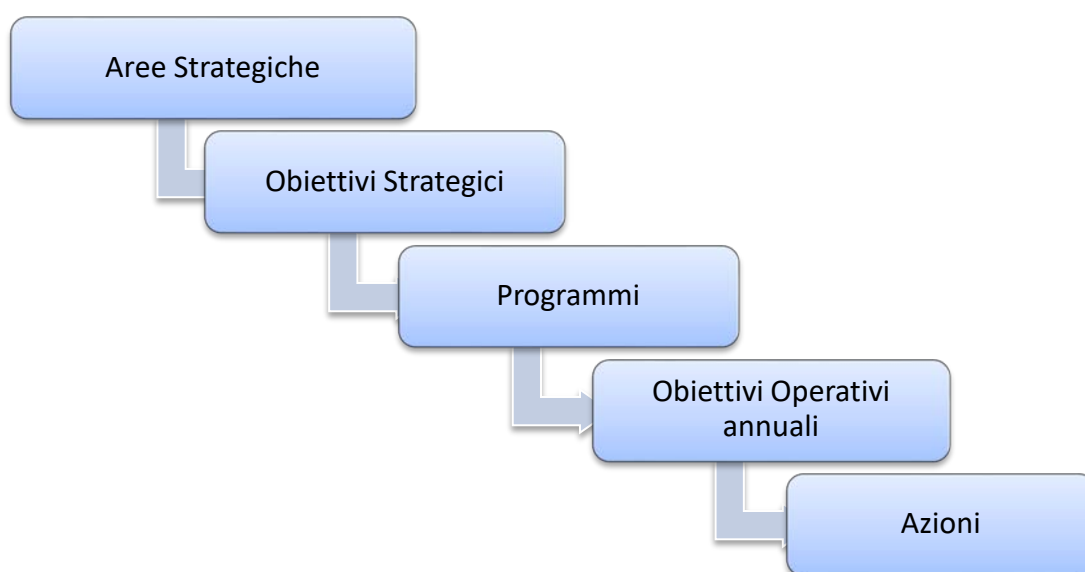 Aree Strategiche
Obiettivi Strategici
Programmi
Obiettivi Operativi
annuali
Azioni